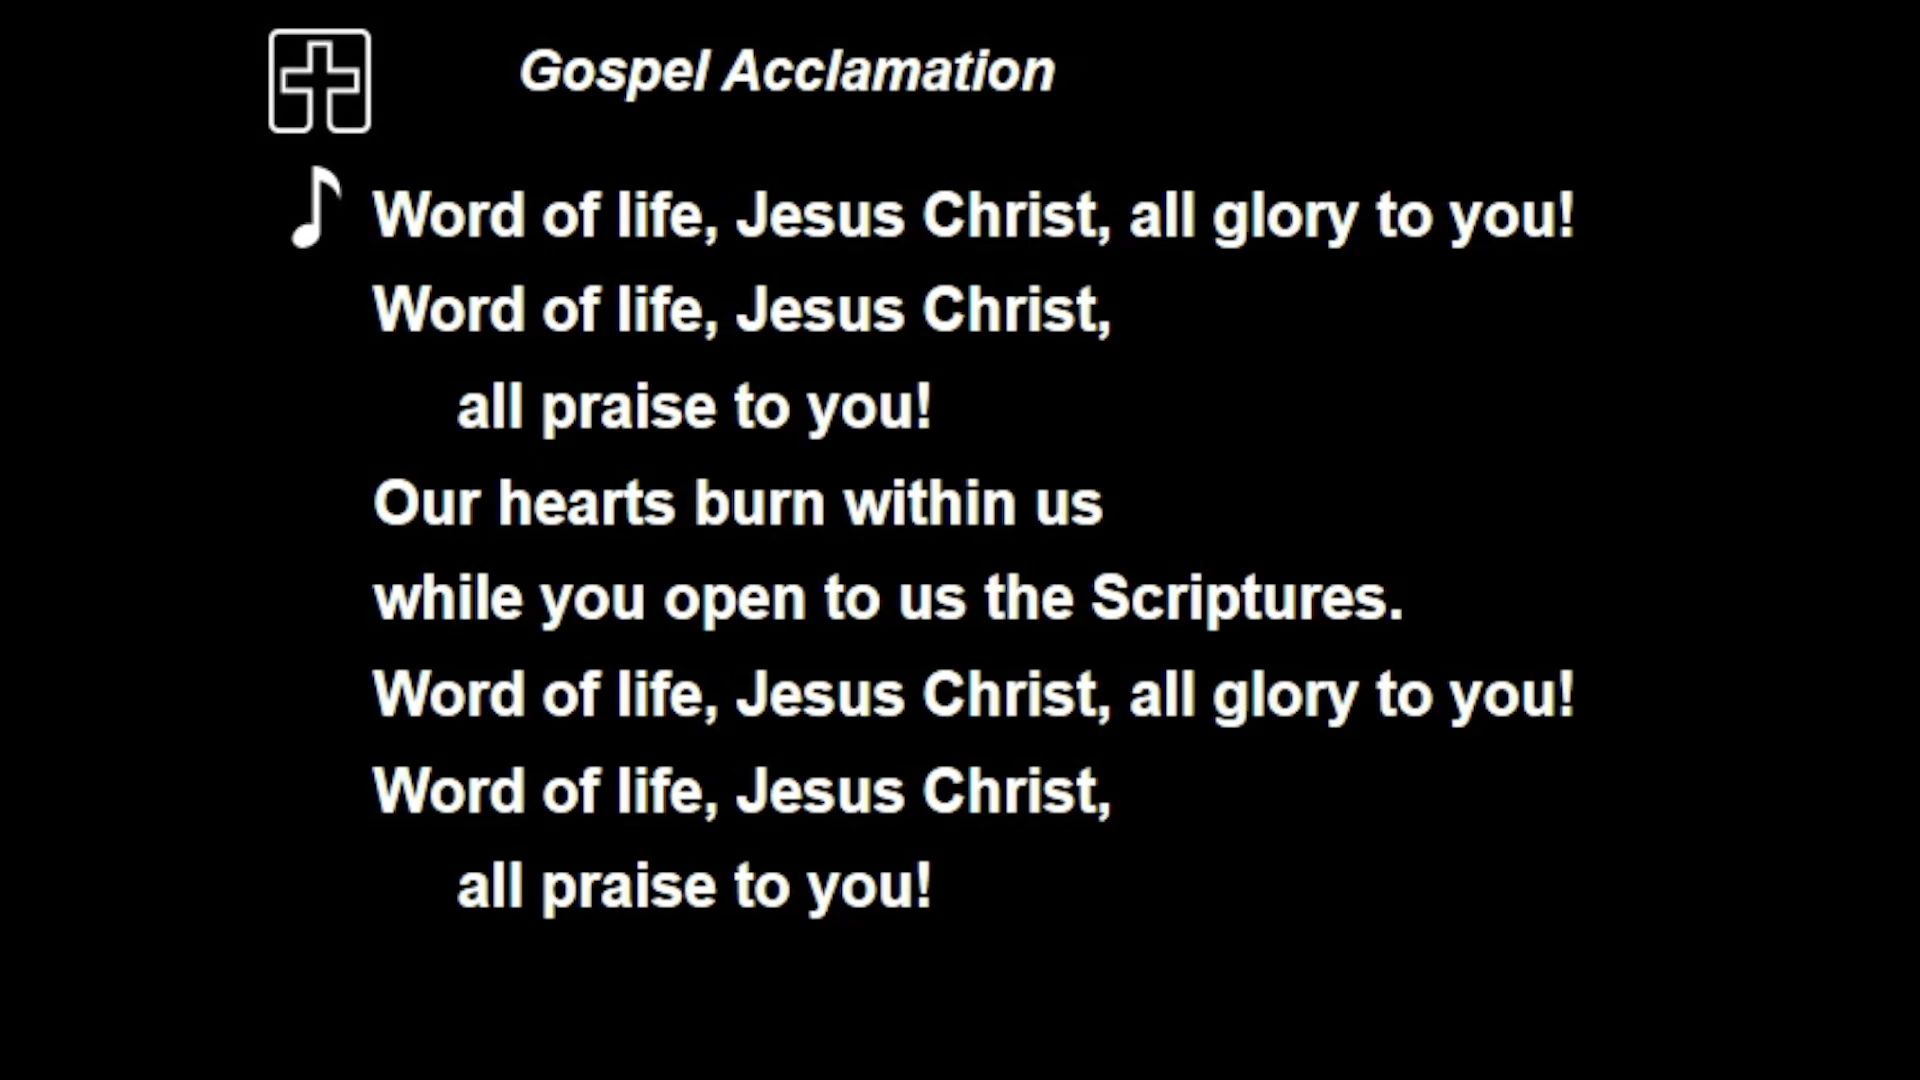 Gospel Acclamation
Word of life, Jesus Christ, all glory to you!
Word of life, Jesus Christ,
all praise to you!
Our hearts burn within us
while you open to us the Scriptures.
Word of life, Jesus Christ, all glory to you!
Word of life, Jesus Christ,
all praise to you!